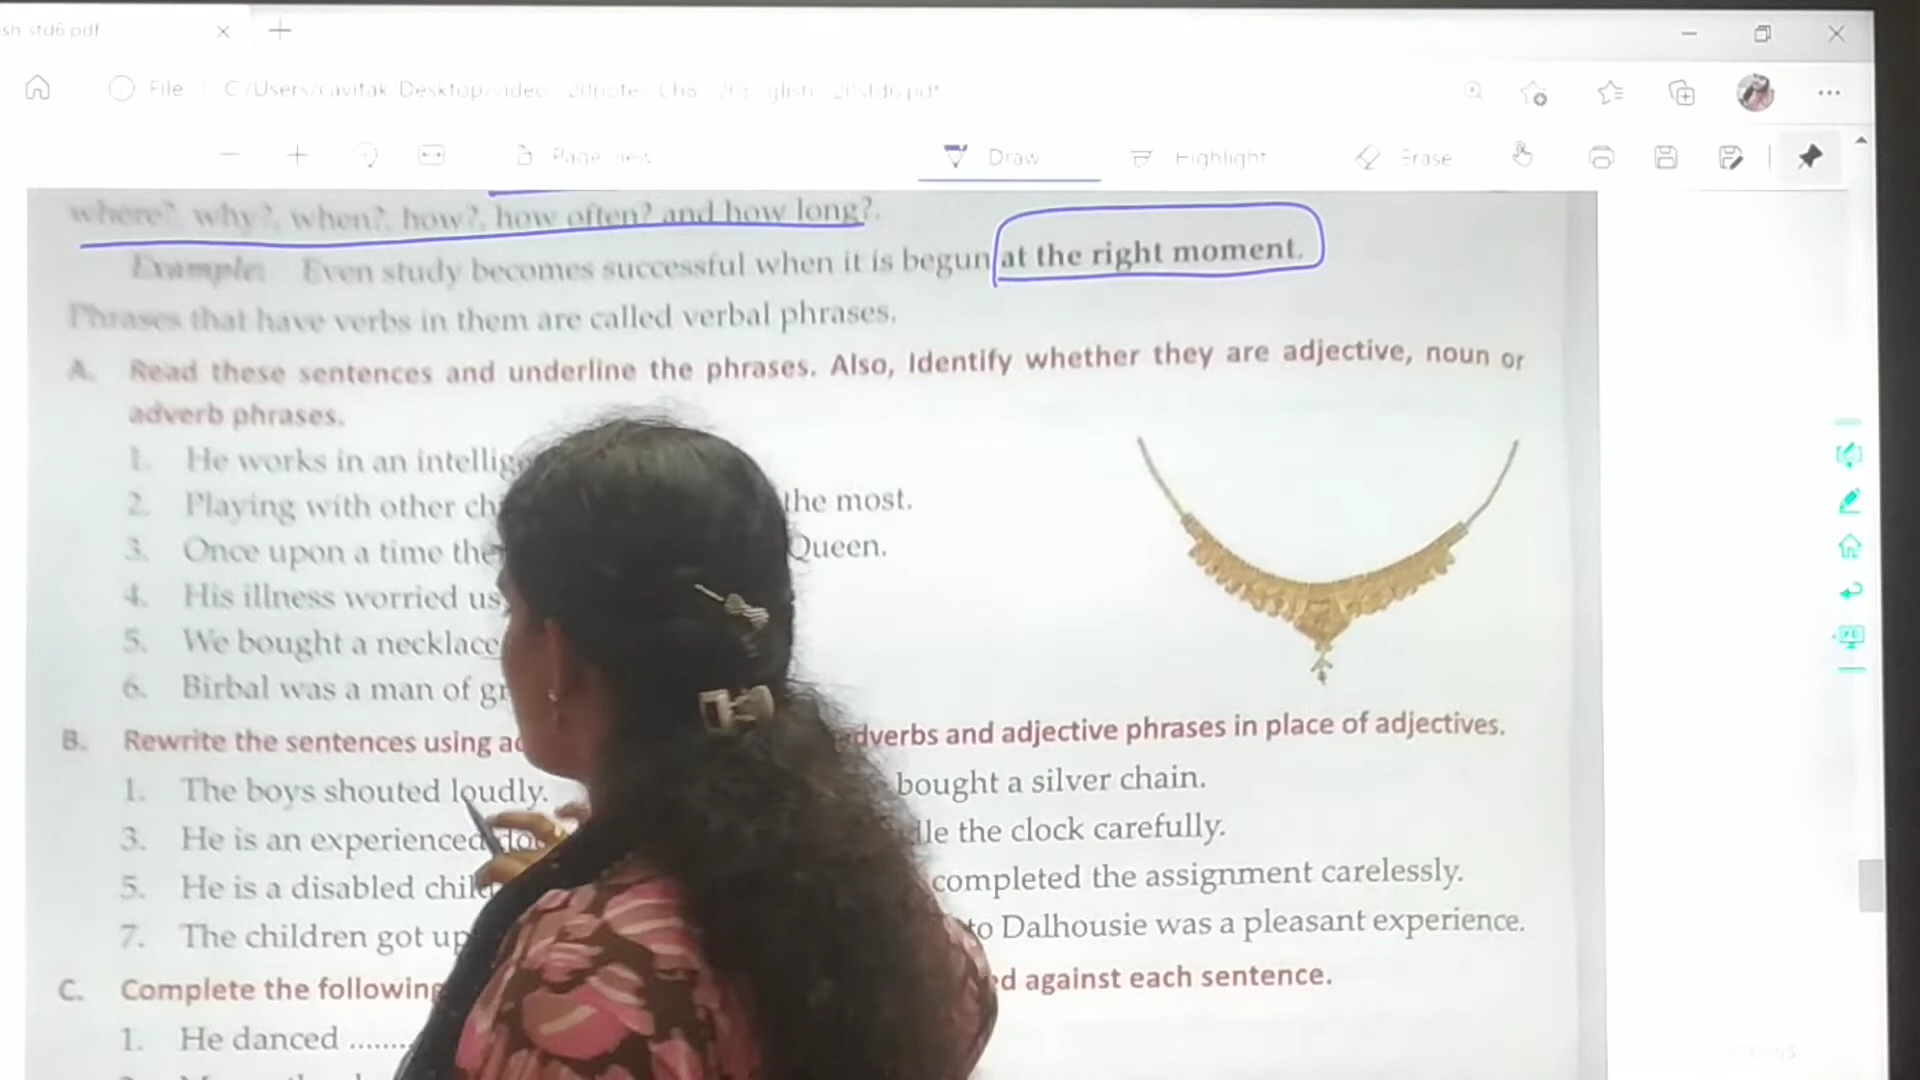 sh std6.pdf
File
Page view Draw Highlight Erase
where?, why?, when?, how?, how often? and how long?.
Example: Even study becomes successful when it is begun at the right moment.
Phrases that have verbs in them are called verbal phrases.
A. Read these sentences and underline the phrases. Also, Identify whether they are adjective, noun or
adverb phrases.
1. He works in an
2. Playing with other the most.
3. Once upon a time Queen.
4. His illness worried us
5. We bought a necklace
6. Birbal was a man of
B. Rewrite the sentences using and adjective phrases in place of adjectives.
1. The boys shouted loudly. bought a silver chain.
3. He is an experienced the clock carefully.
5. He is a disabled completed the assignment carelessly.
7. The children got up to Dalhousie was a pleasant experience.
C. Complete the following against each sentence.
1. He danced ........